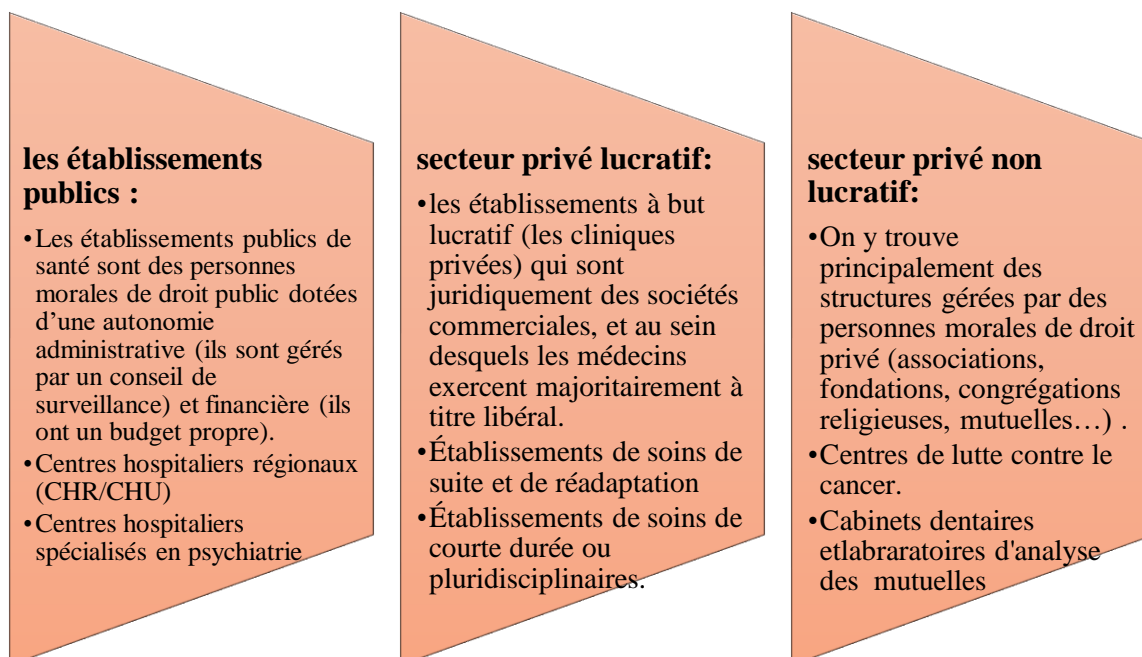 les établissements
publics :
•Les établissements publics de
santé sont des personnes
morales de droit public dotées
d’une autonomie
administrative (ils sont gérés
par un conseil de
surveillance) et financière (ils
ont un budget propre).
•Centres hospitaliers régionaux
(CHR/CHU)
•Centres hospitaliers
spécialisés en psychiatrie
secteur privé lucratif:
•les établissements à but
lucratif (les cliniques
privées) qui sont
juridiquement des sociétés
commerciales, et au sein
desquels les médecins
exercent majoritairement à
titre libéral.
•Établissements de soins de
suite et de réadaptation
•Établissements de soins de
courte durée ou
pluridisciplinaires.
secteur privé non
lucratif:
•On y trouve
principalement des
structures gérées par des
personnes morales de droit
privé (associations,
fondations, congrégations
religieuses, mutuelles…) .
•Centres de lutte contre le
cancer.
•Cabinets dentaires
etlabraratoires d'analyse
des mutuelles